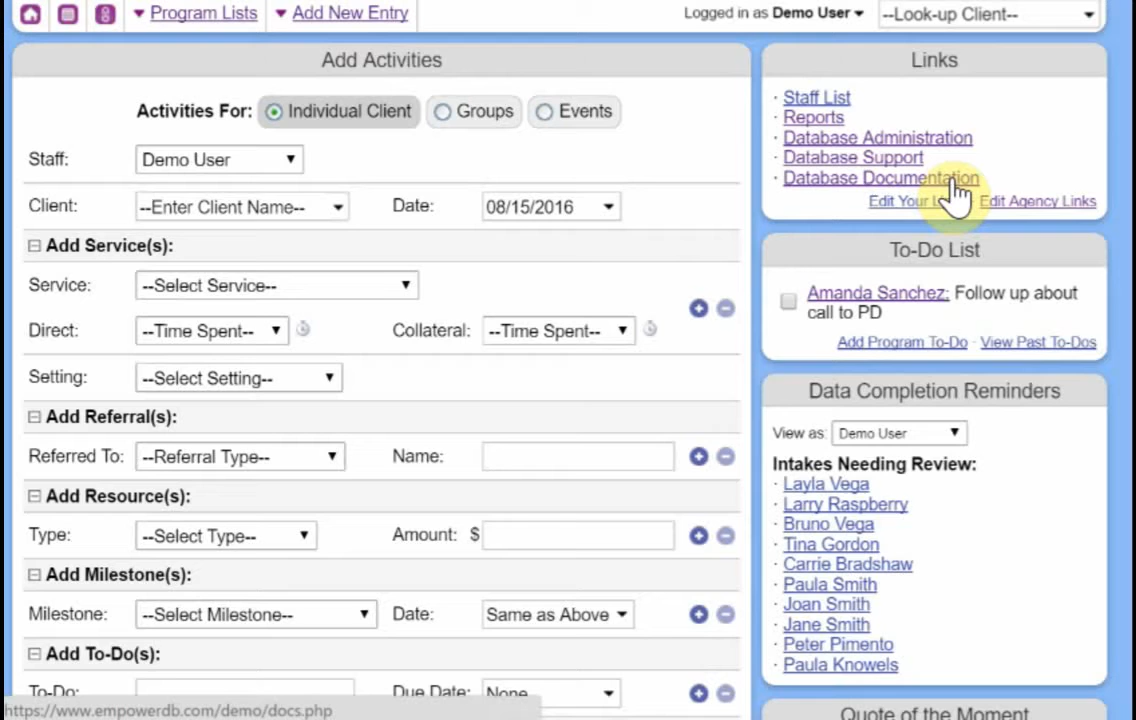 ▾ Program Lists ▾ Add New Entry Logged in as Demo User ▾ --Look-up Client--
Add Activities
Activities For: Individual Client Groups Events
Staff: Demo User
Client: --Enter Client Name-- Date: 08/15/2016
Add Service(s):
Service: --Select Service--
Direct: --Time Spent-- Collateral: --Time Spent--
Setting: --Select Setting--
Add Referral(s):
Referred To: --Referral Type-- Name:
Add Resource(s):
Type: --Select Type-- Amount: $
Add Milestone(s):
Milestone: --Select Milestone-- Date: Same as Above
Add To-Do(s):
To-Do: Due Date: None
https://www.empowerdb.com/demo/docs.php
Links
· Staff List
· Reports
· Database Administration
· Database Support
· Database Documentation
Edit Your · Edit Agency Links
To-Do List
Amanda Sanchez: Follow up about
call to PD
Add Program To-Do · View Past To-Dos
Data Completion Reminders
View as: Demo User
Intakes Needing Review:
· Layla Vega
· Larry Raspberry
· Bruno Vega
· Tina Gordon
· Carrie Bradshaw
· Paula Smith
· Joan Smith
· Jane Smith
· Peter Pimento
· Paula Knowels
Quote of the Moment